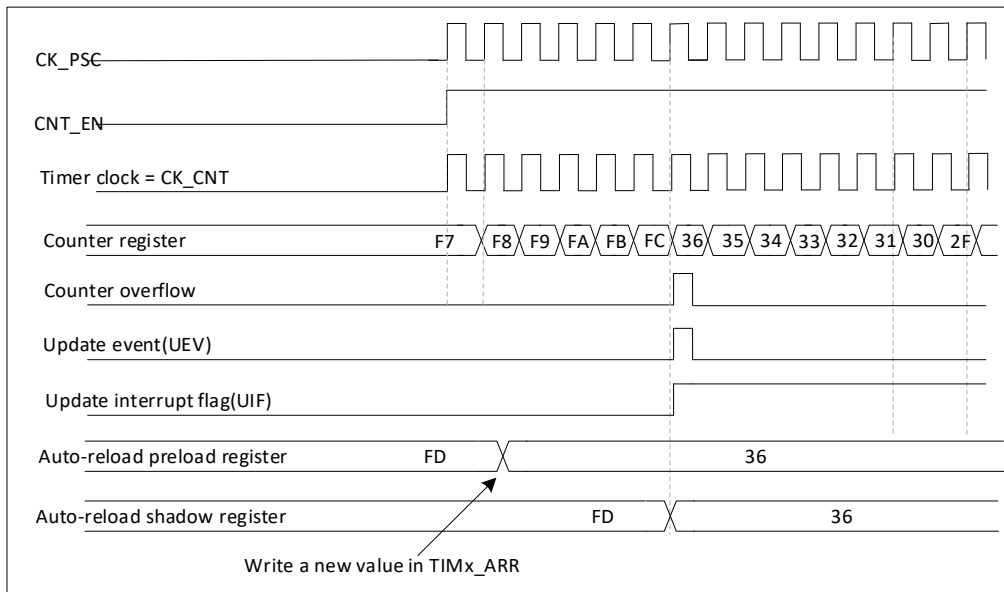 CK_PSC
CNT_EN
Timer clock = CK_CNT
Counter register F7 F8 F9 FA FB FC 36 35 34 33 32 31 30 2F
Counter overflow
Update event(UEV)
Update interrupt flag(UIF)
Auto-reload preload register FD 36
Auto-reload shadow register FD 36
Write a new value in TIMx_ARR